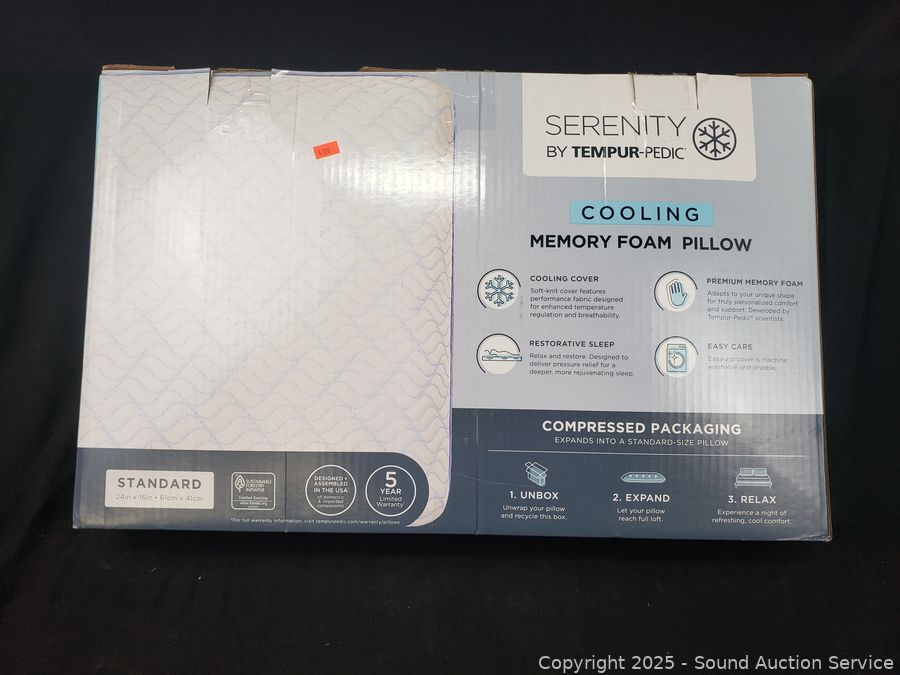 SERENITY
BY TEMPUR-PEDIC®
COOLING
MEMORY FOAM PILLOW
COOLING COVER
Soft-knit cover features
performance fabric designed
for enhanced temperature
regulation and breathability.
PREMIUM MEMORY FOAM
Adapts to your unique shape
for truly personalized comfort
and support. Developed by
Tempur-Pedic® scientists.
RESTORATIVE SLEEP
Relax and restore. Designed to
deliver pressure relief for a
deeper, more rejuvenating sleep.
EASY CARE
Easy-zip cover is machine
washable and dryable.
COMPRESSED PACKAGING
EXPANDS INTO A STANDARD-SIZE PILLOW
1. UNBOX
Unwrap your pillow
and recycle this box.
2. EXPAND
Let your pillow
reach full loft.
3. RELAX
Experience a night of
refreshing, cool comfort.
STANDARD
24in x 16in • 61cm x 41cm
SUSTAINABLE
FORESTRY
INITIATIVE
Certified Sourcing
DESIGNED +
ASSEMBLED
IN THE USA
of domestic
& imported
components
5
YEAR
Limited
Warranty
*For full warranty information, visit tempurpedic.com/warranty/pillows
Copyright 2025 - Sound Auction Service